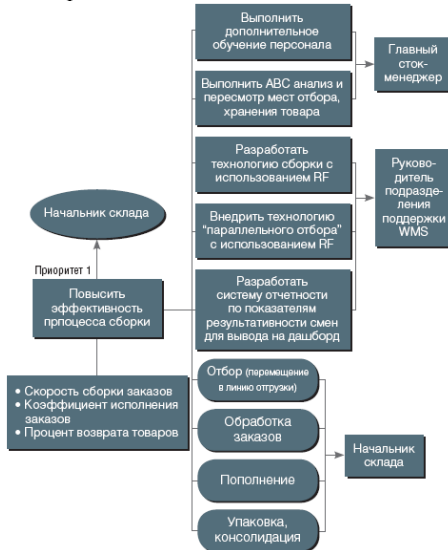 Выполнить
дополнительное
обучение персонала
Выполнить ABC анализ и
пересмотр мест отбора,
хранения товара
Главный
сток-
менеджер
Разработать
технологию сборки с
использованием RF
Внедрить технологию
“параллельного отбора”
с использованием RF
Разработать
систему отчетности
по показателям
результативности смен
для вывода на дашборд
Руково-
дитель
подразде-
ления
поддержки
WMS
Начальник склада
Приоритет 1
Повысить
эффективность
прпоцесса сборки
• Скорость сборки заказов
• Коэффициент исполнения
заказов
• Процент возврата товаров
Отбор (перемещение
в линию отгрузки)
Обработка
заказов
Пополнение
Упаковка,
консолидация
Начальник
склада